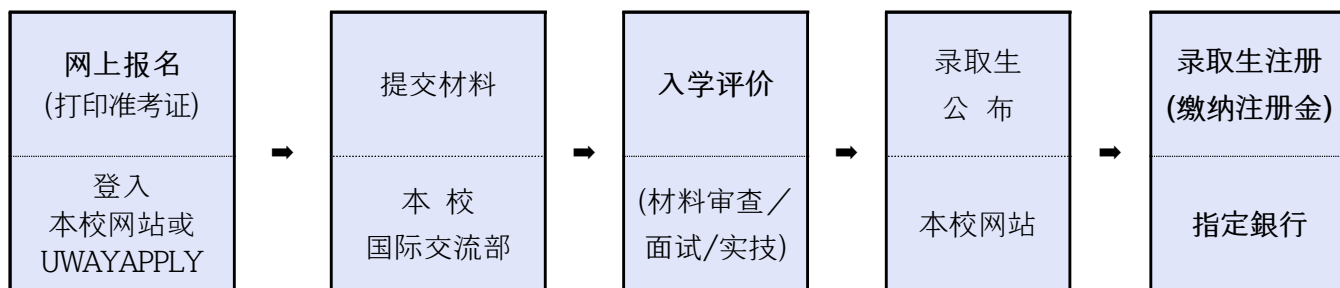 网上报名
(打印准考证)
登入
本校网站或
UWAYAPPLY
➡
提交材料
本 校
国际交流部
➡
入学评价
(材料审查／
面试/实技)
➡
录取生
公 布
本校网站
➡
录取生注册
(缴纳注册金)
指定銀行